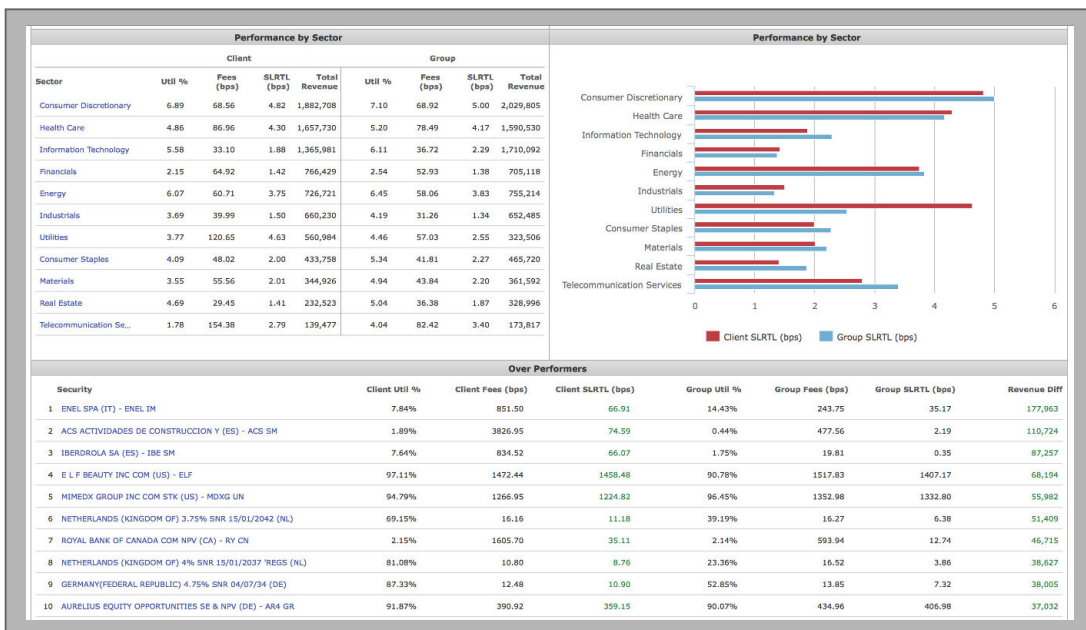 Performance by Sector
Client Group
Sector Util % Fees (bps) SLRTL (bps) Total Revenue Util % Fees (bps) SLRTL (bps) Total Revenue
Consumer Discretionary 6.89 68.56 4.82 1,882,708 7.10 68.92 5.00 2,029,805
Health Care 4.86 86.96 4.30 1,657,730 5.20 78.49 4.17 1,590,530
Information Technology 5.58 33.10 1.88 1,365,981 6.11 36.72 2.29 1,710,092
Financials 2.15 64.92 1.42 766,429 2.54 52.93 1.38 705,118
Energy 6.07 60.71 3.75 726,721 6.45 58.06 3.83 755,214
Industrials 3.69 39.99 1.50 660,230 4.19 31.26 1.34 652,485
Utilities 3.77 120.65 4.63 560,984 4.46 57.03 2.55 323,506
Consumer Staples 4.09 48.02 2.00 433,758 5.34 41.81 2.27 465,720
Materials 3.55 55.56 2.01 344,926 4.94 43.84 2.20 361,592
Real Estate 4.69 29.45 1.41 232,523 5.04 36.38 1.87 328,996
Telecommunication Se... 1.78 154.38 2.79 139,477 4.04 82.42 3.40 173,817
Performance by Sector
Consumer Discretionary
Health Care
Information Technology
Financials
Energy
Industrials
Utilities
Consumer Staples
Materials
Real Estate
Telecommunication Services
0 1 2 3 4 5 6
Client SLRTL (bps) Group SLRTL (bps)
Over Performers
Security Client Util % Client Fees (bps) Client SLRTL (bps) Group Util % Group Fees (bps) Group SLRTL (bps) Revenue Diff
1 ENEL SPA (IT) - ENEL IM 7.84% 851.50 66.91 14.43% 243.75 35.17 177,963
2 ACS ACTIVIDADES DE CONSTRUCCION Y (ES) - ACS SM 1.89% 3826.95 74.59 0.44% 477.56 2.19 110,724
3 IBERDROLA SA (ES) - IBE SM 7.64% 834.52 66.07 1.75% 19.81 0.35 87,257
4 E L F BEAUTY INC COM (US) - ELF 97.11% 1472.44 1458.48 90.78% 1517.83 1407.17 68,194
5 MIMEDX GROUP INC COM STK (US) - MDXG UN 94.79% 1266.95 1224.82 96.45% 1352.98 1332.80 55,982
6 NETHERLANDS (KINGDOM OF) 3.75% SNR 15/01/2042 (NL) 69.15% 16.16 11.18 39.19% 16.27 6.38 51,409
7 ROYAL BANK OF CANADA COM NPV (CA) - RY CN 2.15% 1605.70 35.11 2.14% 593.94 12.74 46,715
8 NETHERLANDS (KINGDOM OF) 4% SNR 15/01/2037 'REGS (NL) 81.08% 10.80 8.76 23.36% 16.52 3.86 38,627
9 GERMANY(FEDERAL REPUBLIC) 4.75% SNR 04/07/34 (DE) 87.33% 12.48 10.90 52.85% 13.85 7.32 38,005
10 AURELIUS EQUITY OPPORTUNITIES SE & NPV (DE) - AR4 GR 91.87% 390.92 359.15 90.07% 434.96 406.98 37,032